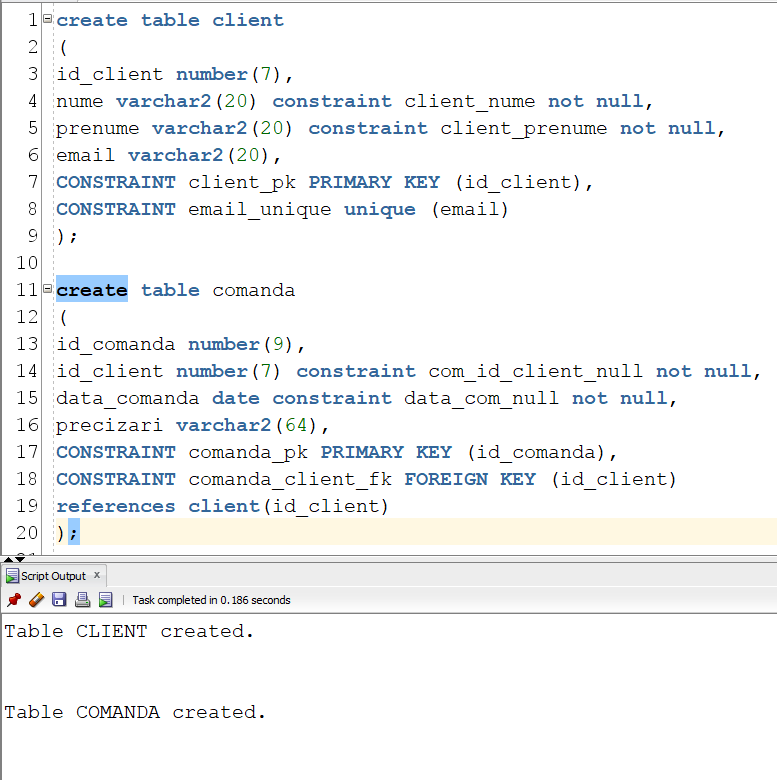 1 create table client
2 (
3 id_client number(7),
4 nume varchar2(20) constraint client_nume not null,
5 prenume varchar2(20) constraint client_prenume not null,
6 email varchar2(20),
7 CONSTRAINT client_pk PRIMARY KEY (id_client),
8 CONSTRAINT email_unique unique (email)
9 );
10
11 create table comanda
12 (
13 id_comanda number(9),
14 id_client number(7) constraint com_id_client_null not null,
15 data_comanda date constraint data_com_null not null,
16 precizari varchar2(64),
17 CONSTRAINT comanda_pk PRIMARY KEY (id_comanda),
18 CONSTRAINT comanda_client_fk FOREIGN KEY (id_client)
19 references client(id_client)
20 );
Script Output x
Task completed in 0.186 seconds
Table CLIENT created.
Table COMANDA created.